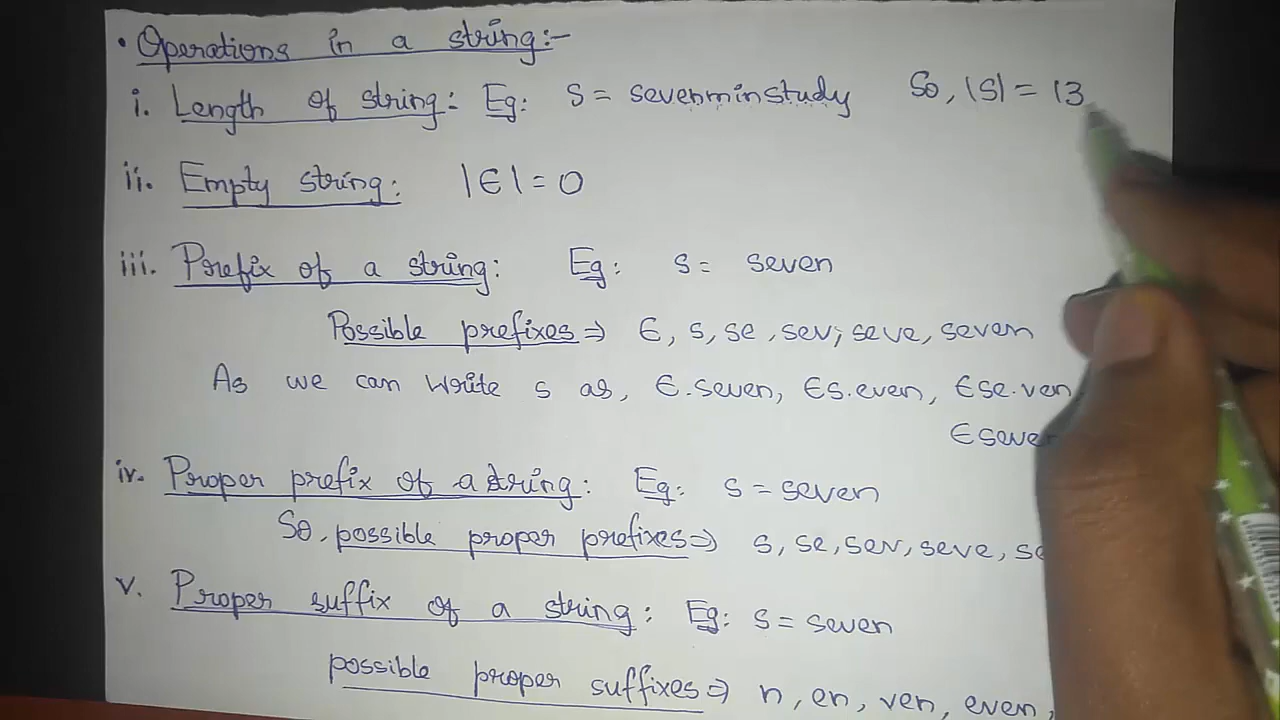 • Operations in a string:-
i. Length of string: Eg: S = sevenminstudy So, |S| = 13
ii. Empty string: |ϵ| = 0
iii. Prefix of a string: Eg: s = seven
Possible prefixes ⇒ ϵ, s, se, sev, seve, seven
As we can write s as, ϵ.seven, ϵs.even, ϵse.ven
iv. Proper prefix of a string: Eg: s = seven
So, possible proper prefixes ⇒ s, se, sev, seve,
v. Proper suffix of a string: Eg: s = seven
possible proper suffixes ⇒ n, en, ven, even,